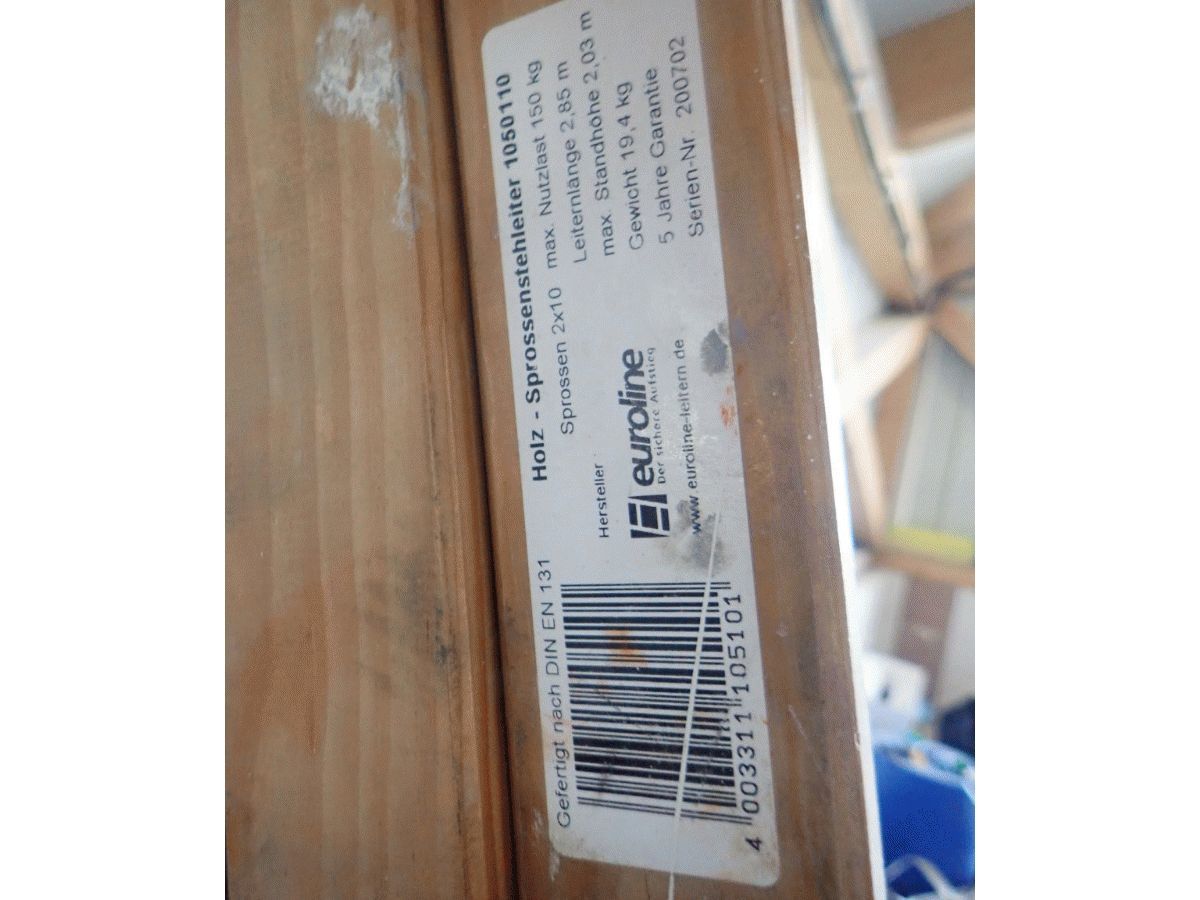 Holz - Sprossenstehleiter 1050110
Sprossen 2x10
max. Nutzlast 150 kg
Leiternlänge 2,85 m
max. Standhöhe 2,03 m
Gewicht 19,4 kg
5 Jahre Garantie
Serien-Nr. 200702
Hersteller
euroline
Der sichere Aufstieg
www.euroline-leitern.de
Gefertigt nach DIN EN 131
4 003311 105101